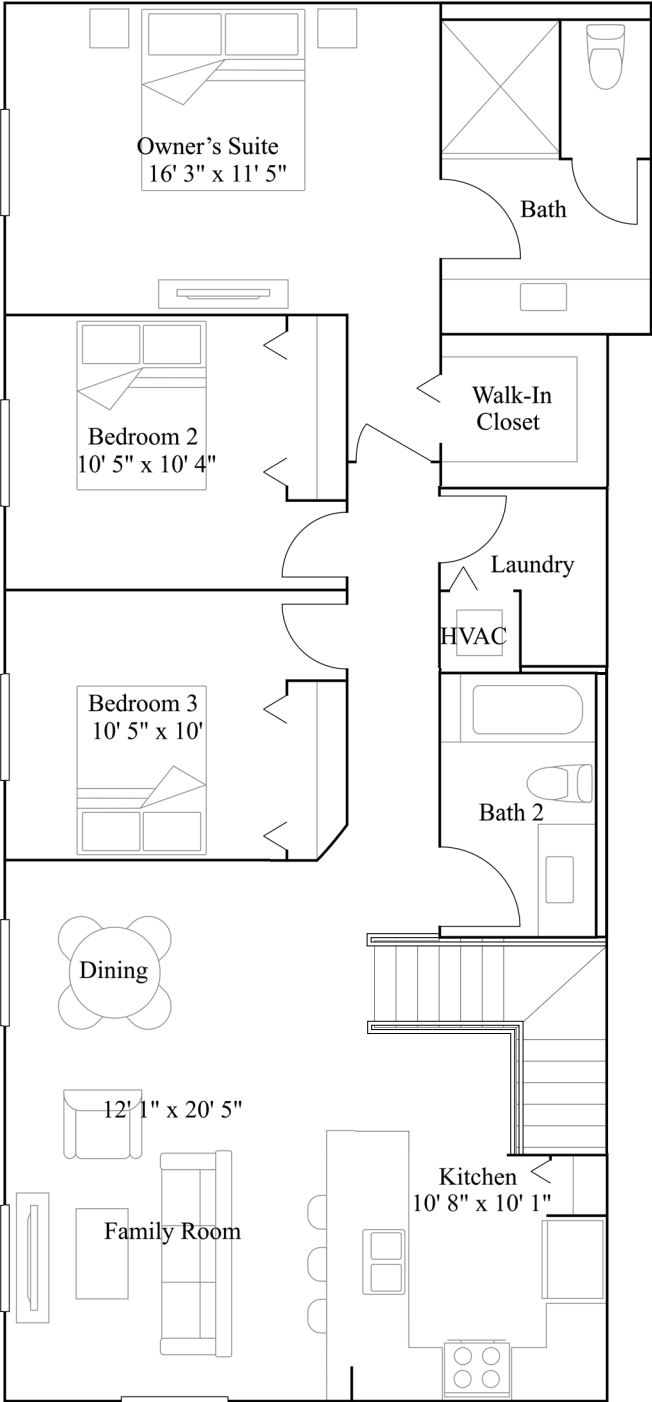 Owner's Suite
16' 3" x 11' 5"
Bath
Walk-In
Closet
Bedroom 2
10' 5" x 10' 4"
Laundry
HVAC
Bedroom 3
10' 5" x 10'
Bath 2
Dining
12' 1" x 20' 5"
Kitchen
10' 8" x 10' 1"
Family Room